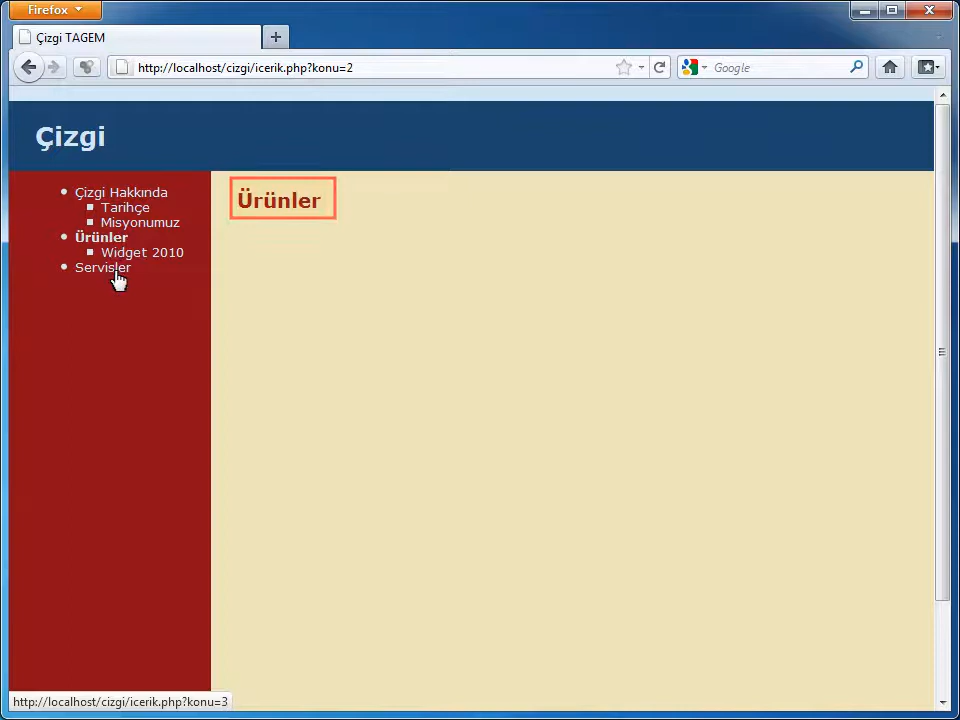 Firefox
Çizgi TAGEM
http://localhost/cizgi/icerik.php?konu=2
Google
Çizgi
Çizgi Hakkında
Tarihçe
Misyonumuz
Ürünler
Widget 2010
Servisler
Ürünler
http://localhost/cizgi/icerik.php?konu=3